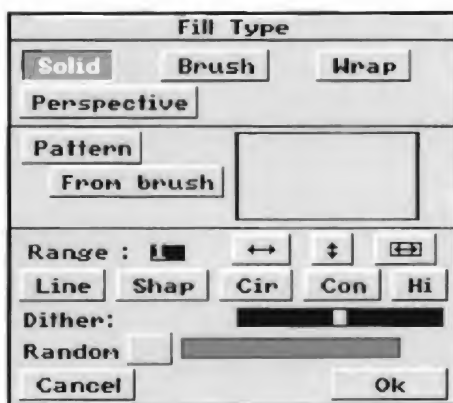 Fill Type
Solid Brush Wrap
Perspective
Pattern
From brush
Range :
Line Shap Cir Con Hi
Dither:
Random
Cancel Ok